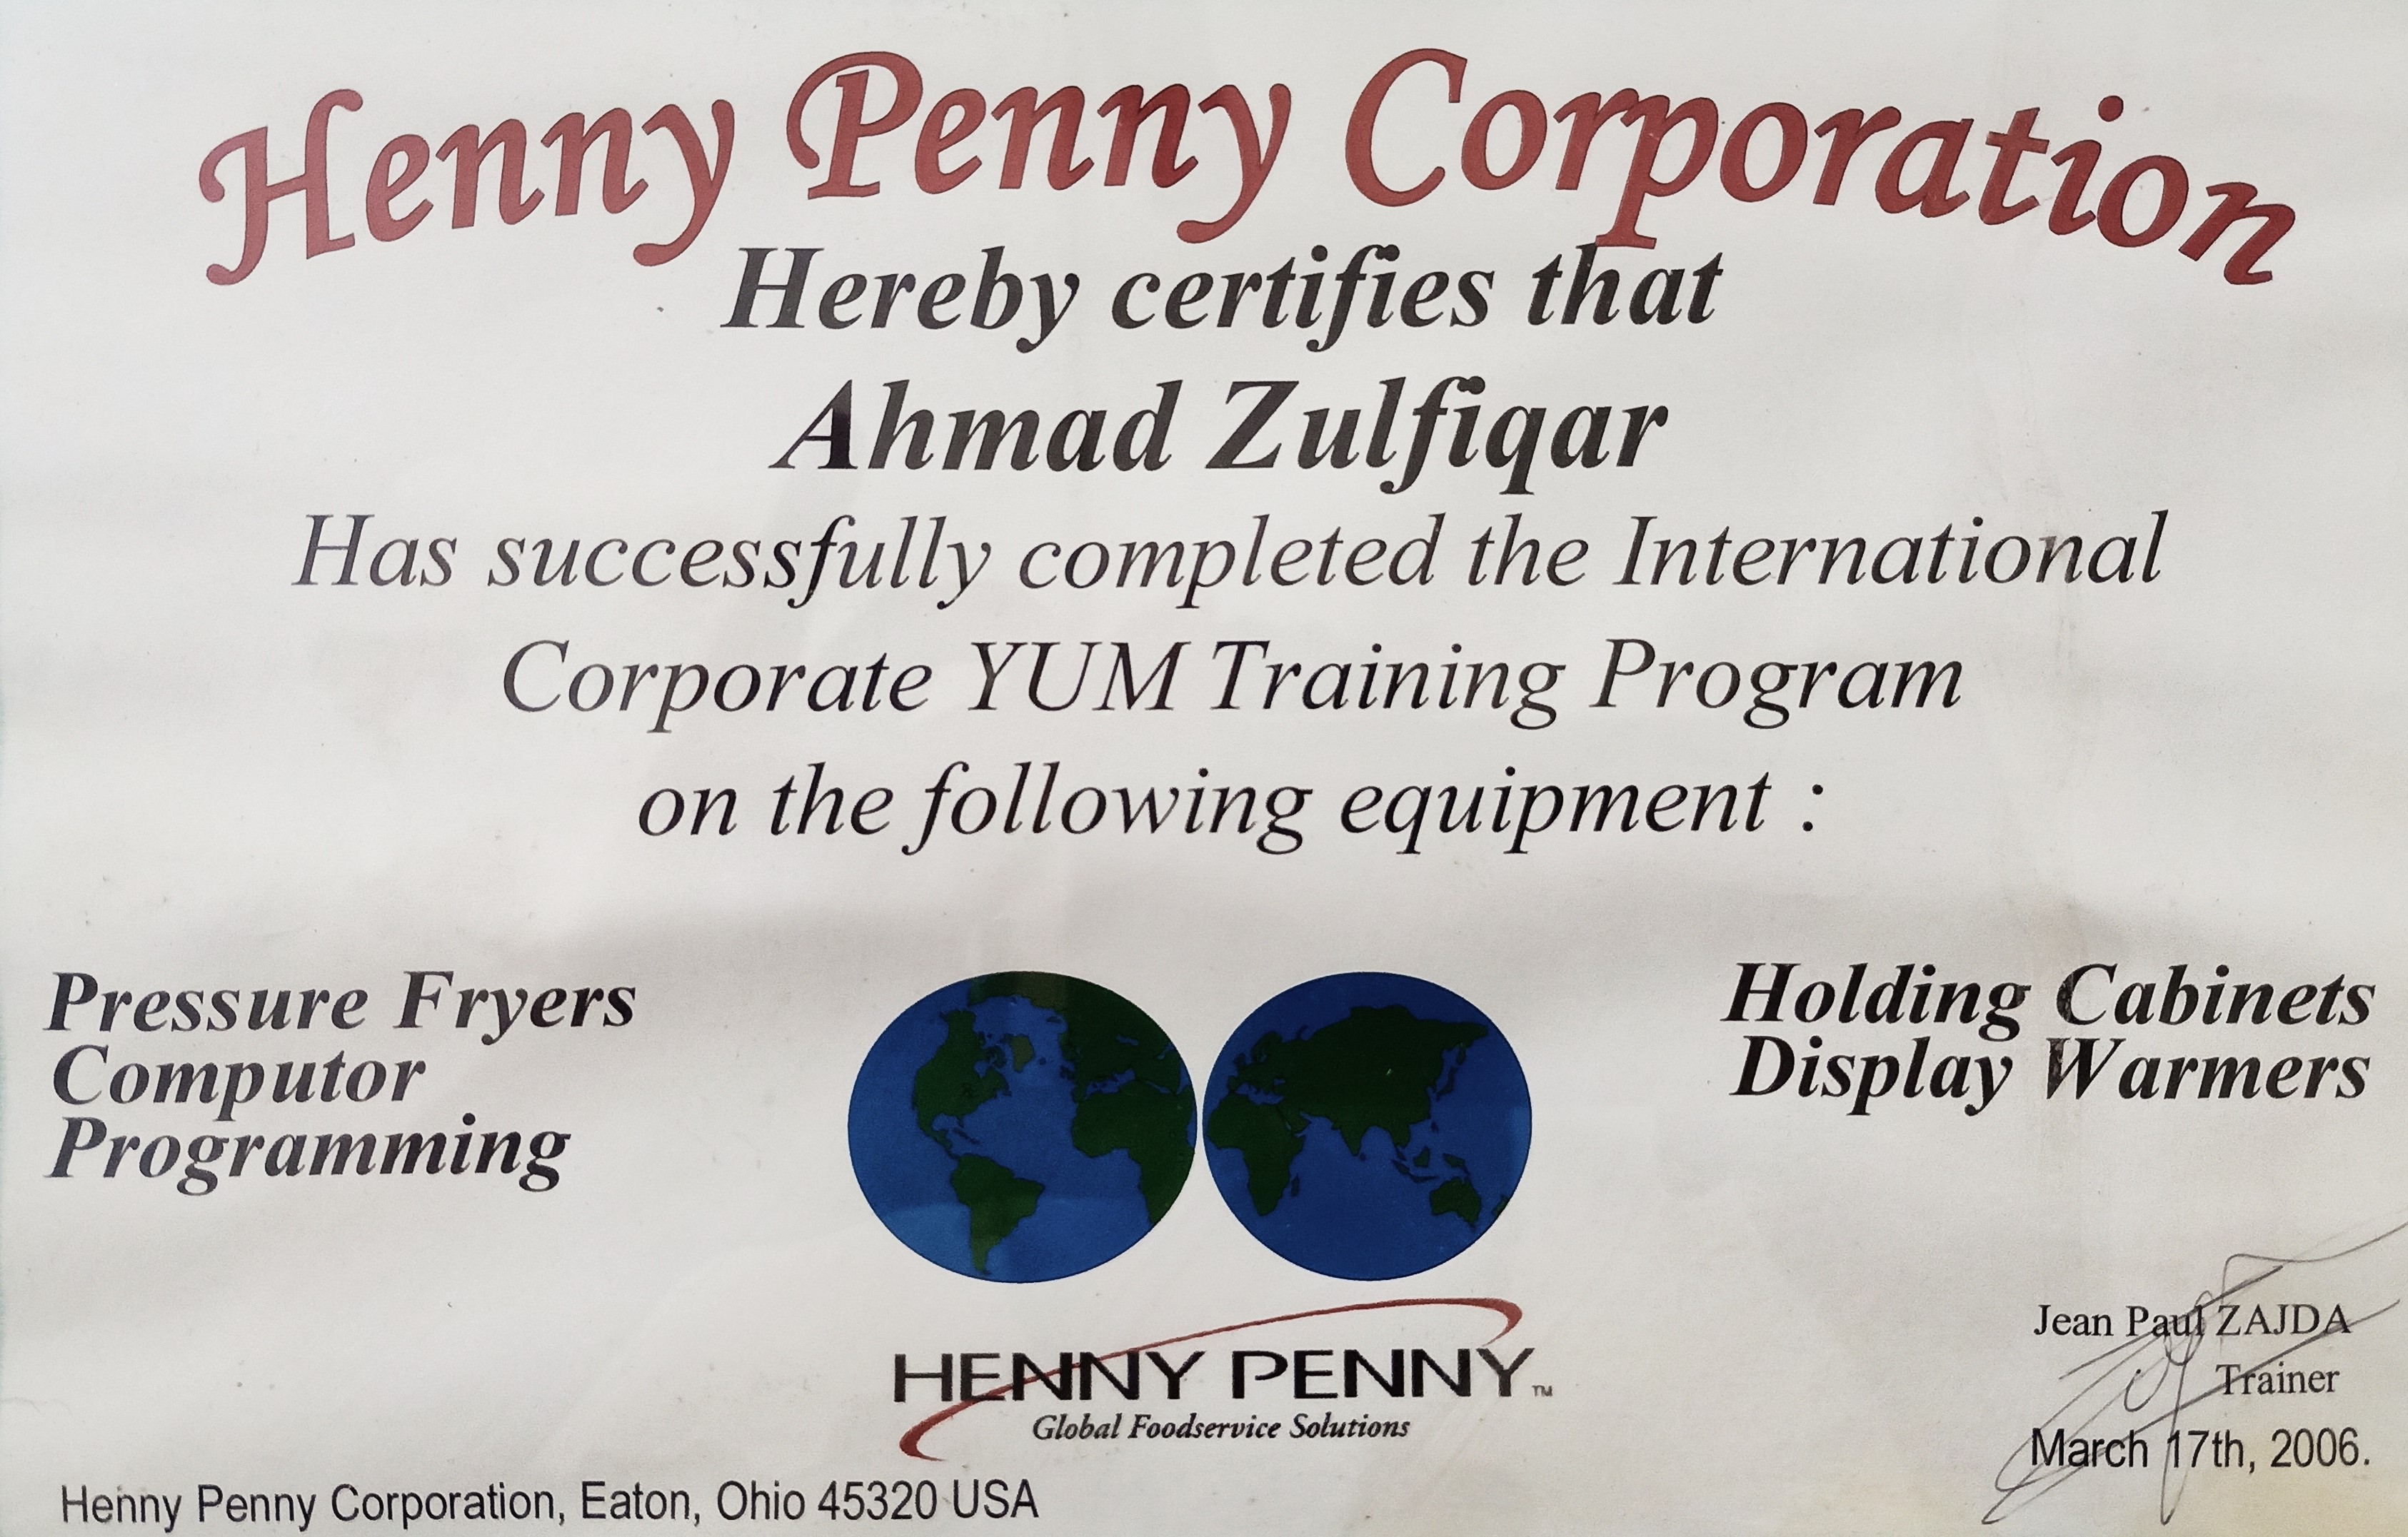 Henny Penny Corporation
Hereby certifies that
Ahmad Zulfiqar
Has successfully completed the International
Corporate YUM Training Program
on the following equipment :
Pressure Fryers
Computor
Programming
Holding Cabinets
Display Warmers
HENNY PENNY™
Global Foodservice Solutions
Jean Paul ZAJDA
Trainer
March 17th, 2006.
Henny Penny Corporation, Eaton, Ohio 45320 USA